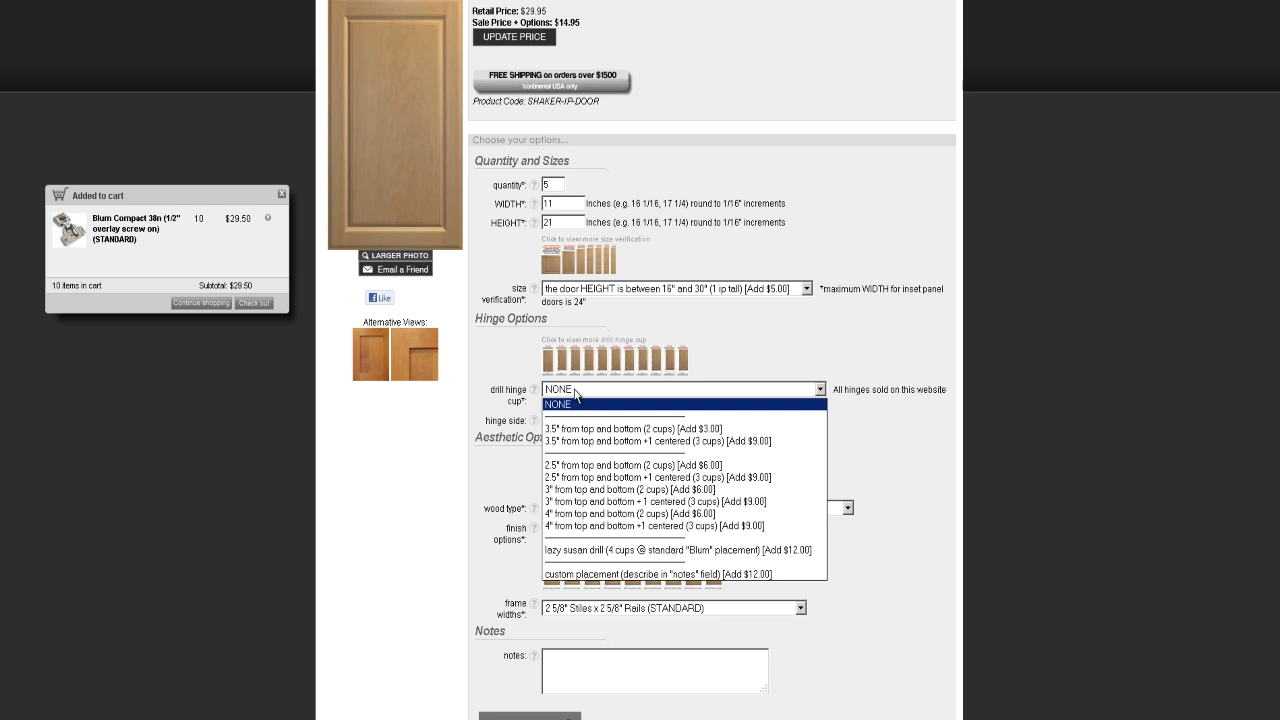 Retail Price: $29.95
Sale Price + Options: $14.95
UPDATE PRICE
FREE SHIPPING on orders over $1500
*continental USA only
Product Code: SHAKER-IP-DOOR
Choose your options...
Quantity and Sizes
quantity*: ? 5
WIDTH*: ? 11 Inches (e.g. 16 1/16, 17 1/4) round to 1/16" increments
HEIGHT*: ? 21 Inches (e.g. 16 1/16, 17 1/4) round to 1/16" increments
Click to view more size verification
size verification*: ? the door HEIGHT is between 16" and 30" (1 ip tall) [Add $5.00] *maximum WIDTH for inset panel
doors is 24"
Hinge Options
Click to view more drill hinge cup
drill hinge cup*: ? NONE All hinges sold on this website
NONE
hinge side: ?
3.5" from top and bottom (2 cups) [Add $3.00]
Aesthetic Opt
3.5" from top and bottom +1 centered (3 cups) [Add $9.00]
2.5" from top and bottom (2 cups) [Add $6.00]
2.5" from top and bottom +1 centered (3 cups) [Add $9.00]
3" from top and bottom (2 cups) [Add $6.00]
3" from top and bottom + 1 centered (3 cups) [Add $9.00]
wood type*: ?
4" from top and bottom (2 cups) [Add $6.00]
4" from top and bottom +1 centered (3 cups) [Add $9.00]
finish options*: ?
lazy susan drill (4 cups @ standard "Blum" placement) [Add $12.00]
custom placement (describe in "notes" field) [Add $12.00]
frame widths*: ? 2 5/8" Stiles x 2 5/8" Rails (STANDARD)
Notes
notes: ?
LARGER PHOTO
Email a Friend
Like
Alternative Views:
Added to cart
Blum Compact 38n (1/2" 10 $29.50
overlay screw on)
(STANDARD)
10 items in cart Subtotal: $29.50
Continue shopping Check out